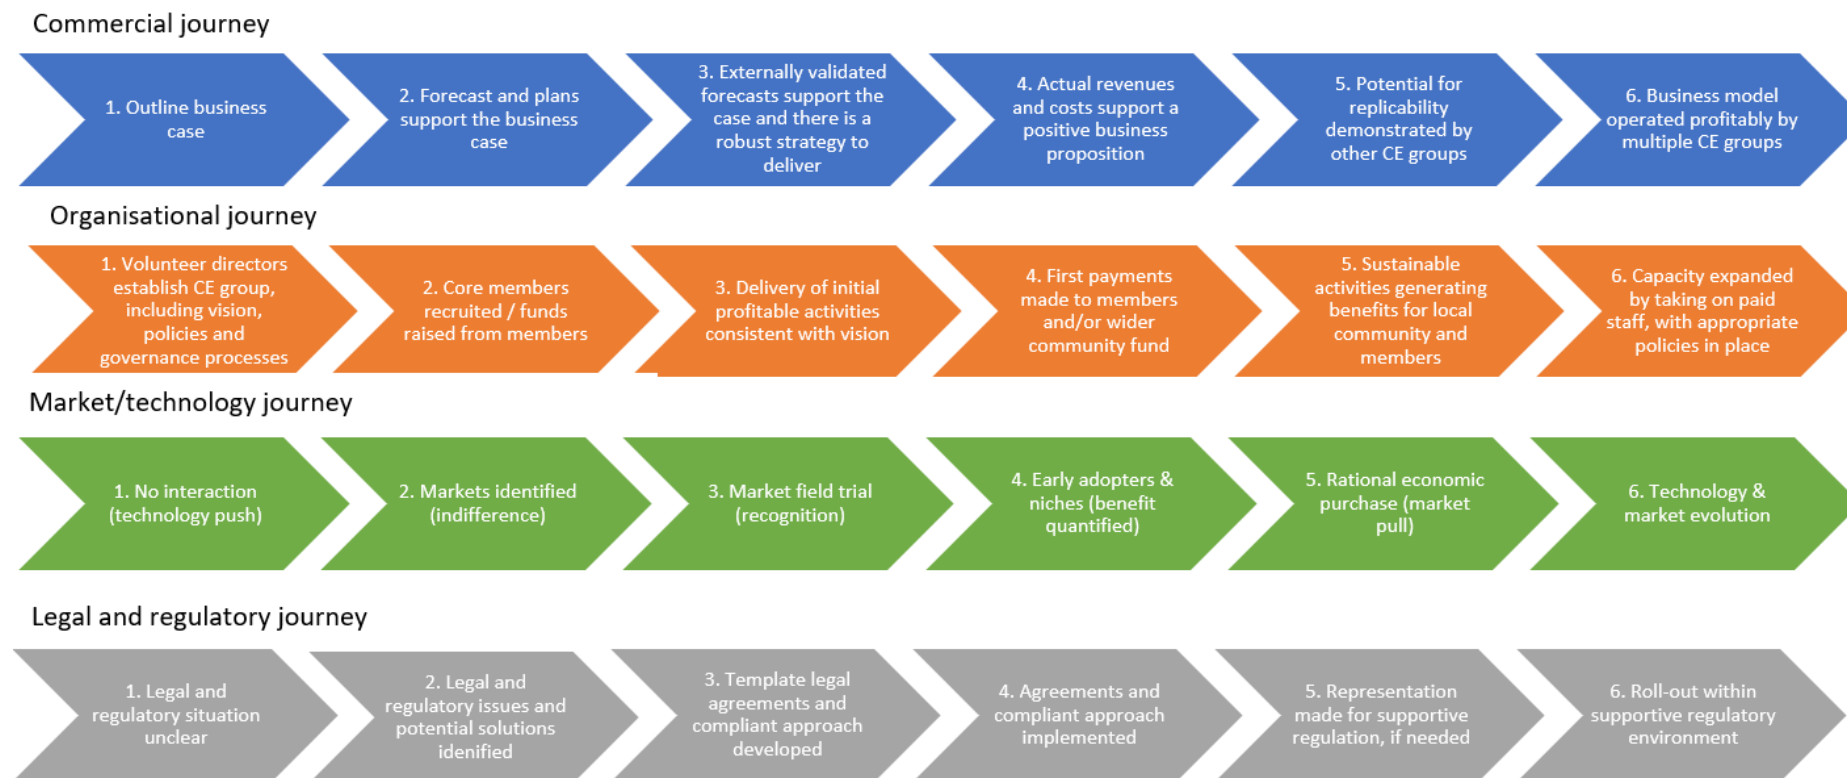 Commercial journey
1. Outline business
case
2. Forecast and plans
support the business
case
3. Externally validated
forecasts support the
case and there is a
robust strategy to
deliver
4. Actual revenues
and costs support a
positive business
proposition
5. Potential for
replicability
demonstrated by
other CE groups
6. Business model
operated profitably by
multiple CE groups
Organisational journey
1. Volunteer directors
establish CE group,
including vision,
policies and
governance processes
2. Core members
recruited / funds
raised from members
3. Delivery of initial
profitable activities
consistent with vision
4. First payments
made to members
and/or wider
community fund
5. Sustainable
activities generating
benefits for local
community and
members
6. Capacity expanded
by taking on paid
staff, with appropriate
policies in place
Market/technology journey
1. No interaction
(technology push)
2. Markets identified
(indifference)
3. Market field trial
(recognition)
4. Early adopters &
niches (benefit
quantified)
5. Rational economic
purchase (market
pull)
6. Technology &
market evolution
Legal and regulatory journey
1. Legal and
regulatory situation
unclear
2. Legal and
regulatory issues and
potential solutions
idenified
3. Template legal
agreements and
compliant approach
developed
4. Agreements and
compliant approach
implemented
5. Representation
made for supportive
regulation, if needed
6. Roll-out within
supportive regulatory
environment